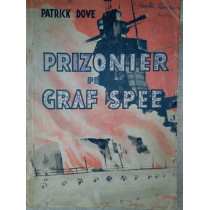 PATRICK DOVE
PRIZONIER
PE
GRAF SPEE